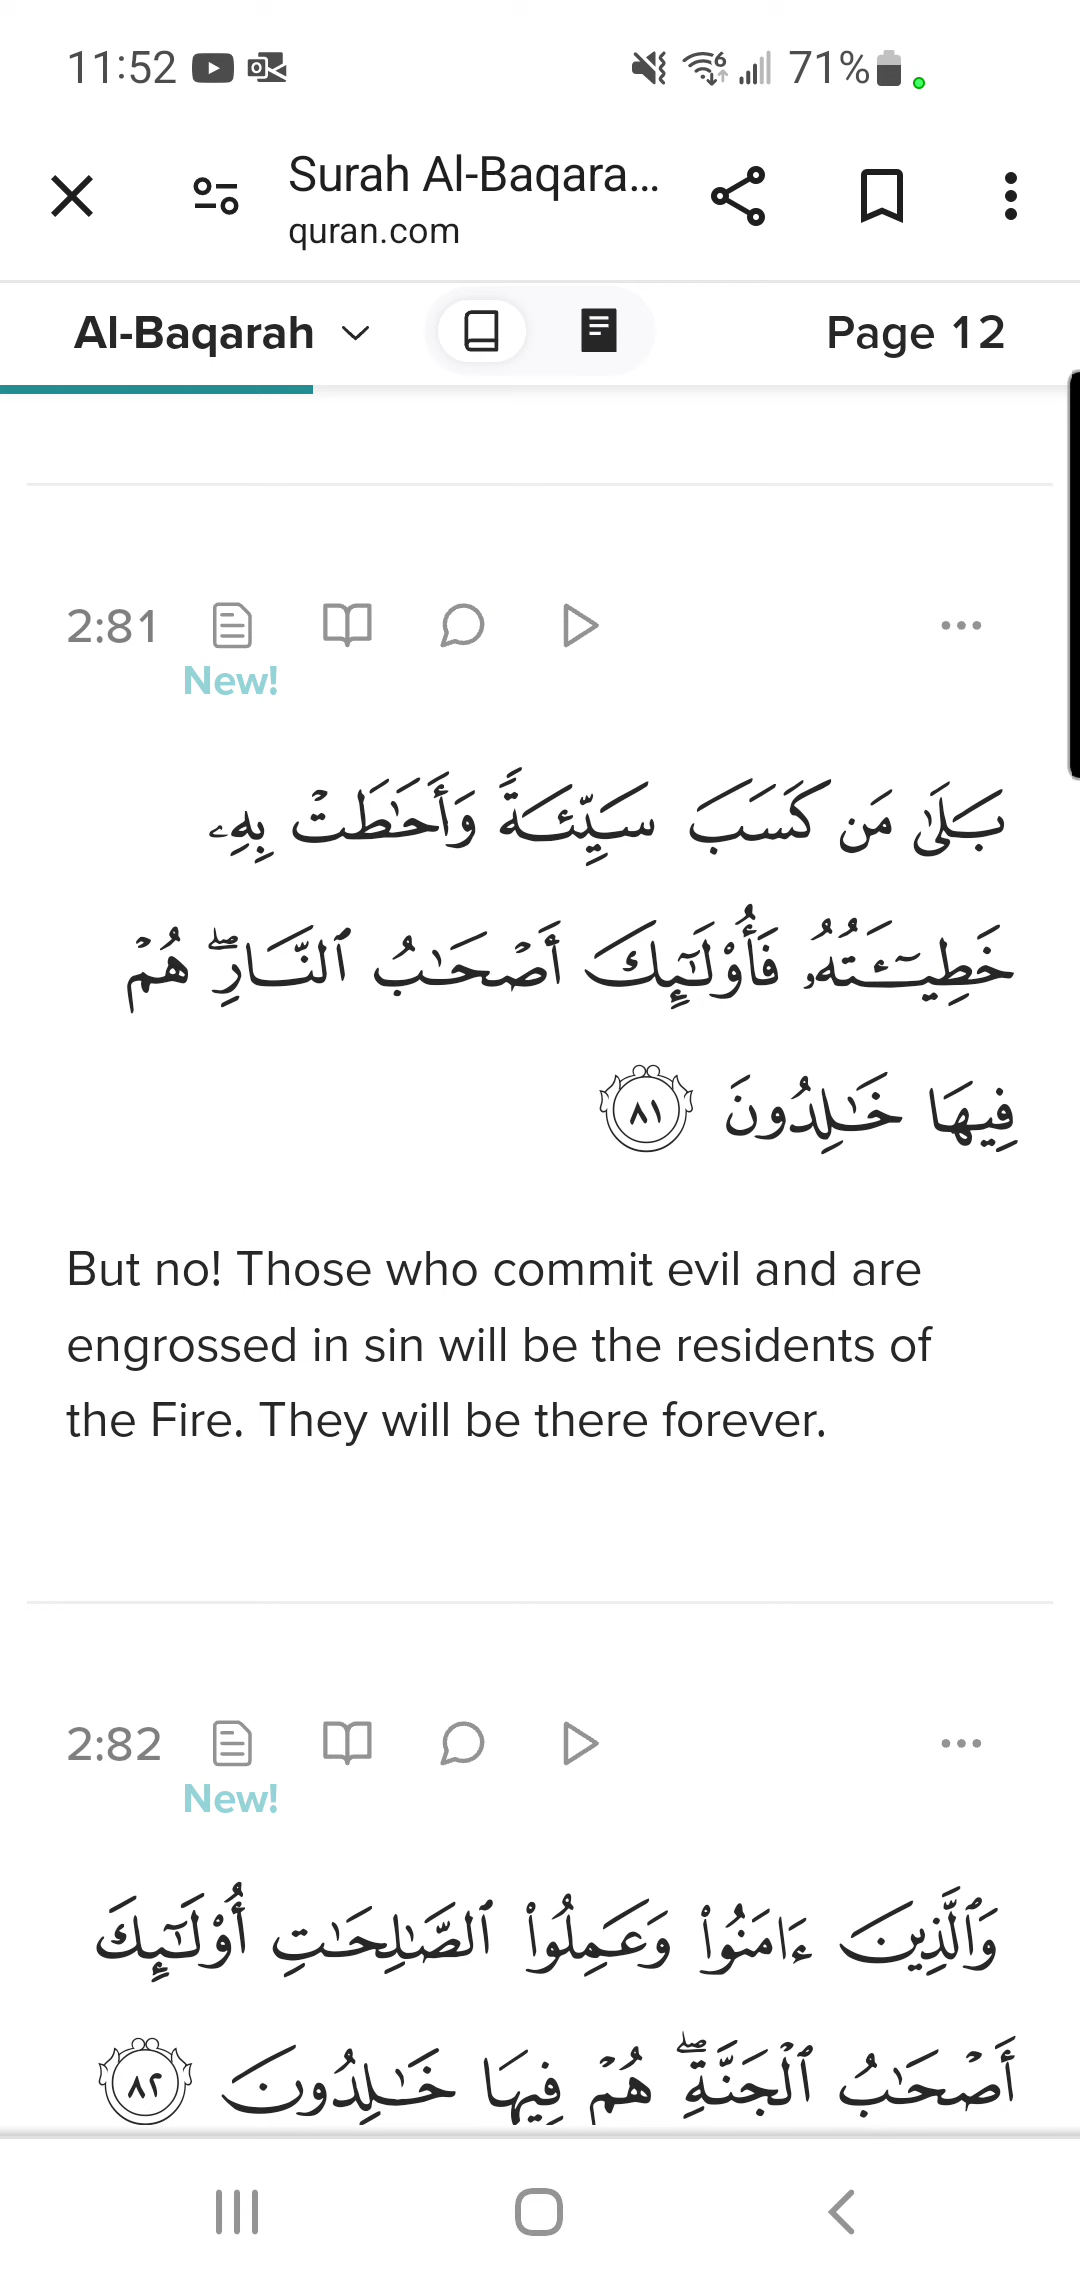 11:52 71%
Surah Al-Baqara...
quran.com
Al-Baqarah Page 12
2:81
New!
بَلَىٰ مَن كَسَبَ سَيِّئَةً وَأَحَـٰطَتْ بِهِۦ
خَطِيٓـَٔتُهُۥ فَأُو۟لَـٰٓئِكَ أَصْحَـٰبُ ٱلنَّارِ ۖ هُمْ
فِيهَا خَـٰلِدُونَ ٨١
But no! Those who commit evil and are
engrossed in sin will be the residents of
the Fire. They will be there forever.
2:82
New!
وَٱلَّذِينَ ءَامَنُوا۟ وَعَمِلُوا۟ ٱلصَّـٰلِحَـٰتِ أُو۟لَـٰٓئِكَ
أَصْحَـٰبُ ٱلْجَنَّةِ ۖ هُمْ فِيهَا خَـٰلِدُونَ ٨٢